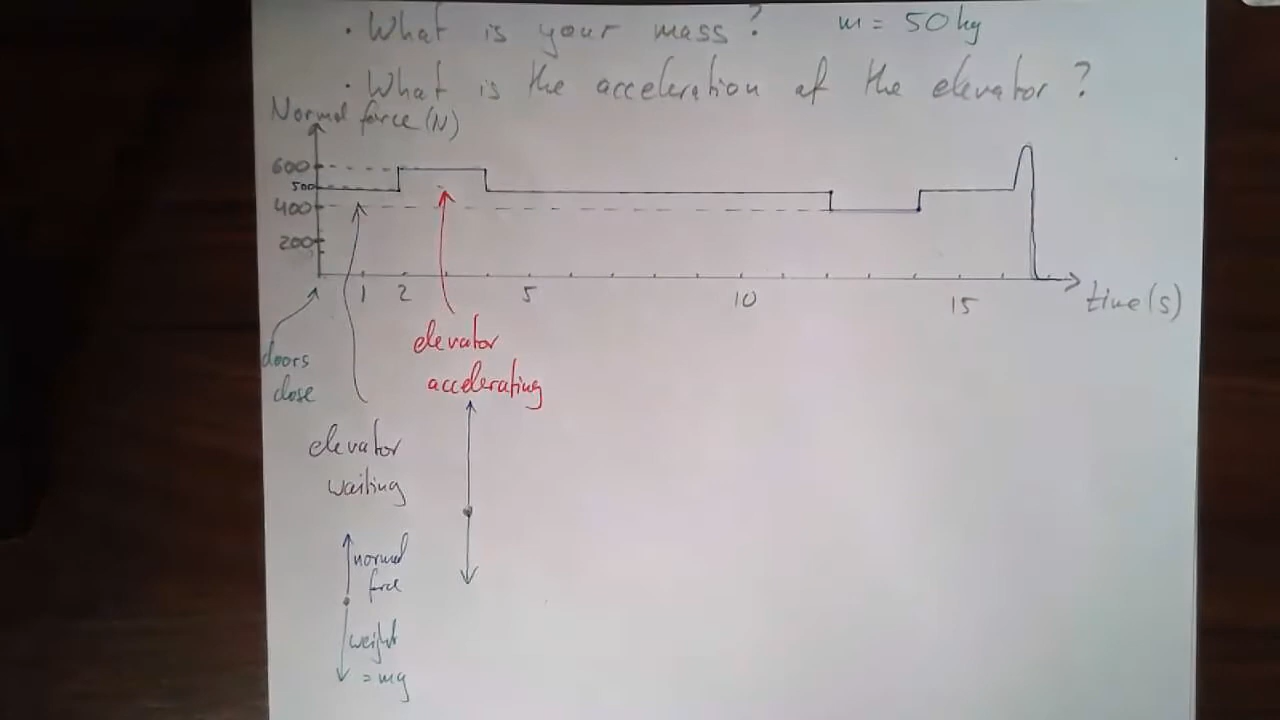 · What is your mass? m = 50 kg
· What is the acceleration of the elevator?
Normal force (N)
600
500
400
200
1 2 5 10 15 time (s)
doors
close
elevator
accelerating
elevator
waiting
normal
force
weight
= mg